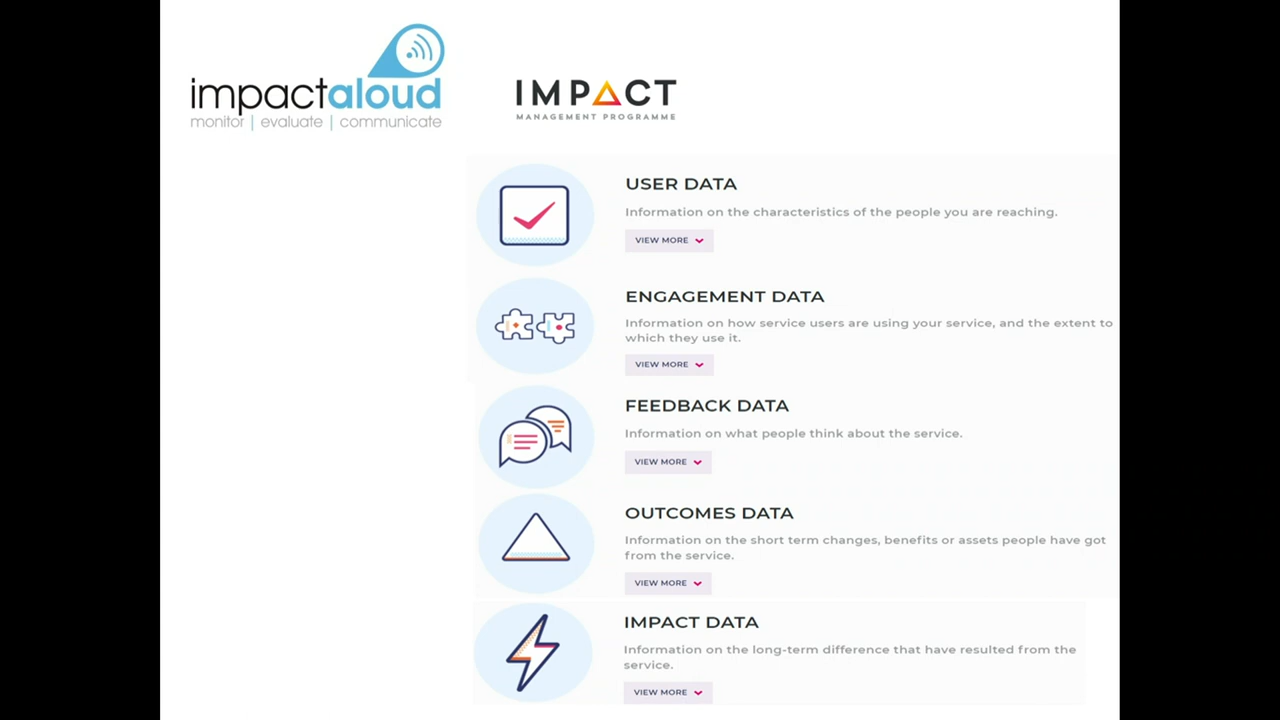 impactaloud
monitor | evaluate | communicate
IMPACT
MANAGEMENT PROGRAMME
USER DATA
Information on the characteristics of the people you are reaching.
VIEW MORE
ENGAGEMENT DATA
Information on how service users are using your service, and the extent to
which they use it.
VIEW MORE
FEEDBACK DATA
Information on what people think about the service.
VIEW MORE
OUTCOMES DATA
Information on the short term changes, benefits or assets people have got
from the service.
VIEW MORE
IMPACT DATA
Information on the long-term difference that have resulted from the
service.
VIEW MORE